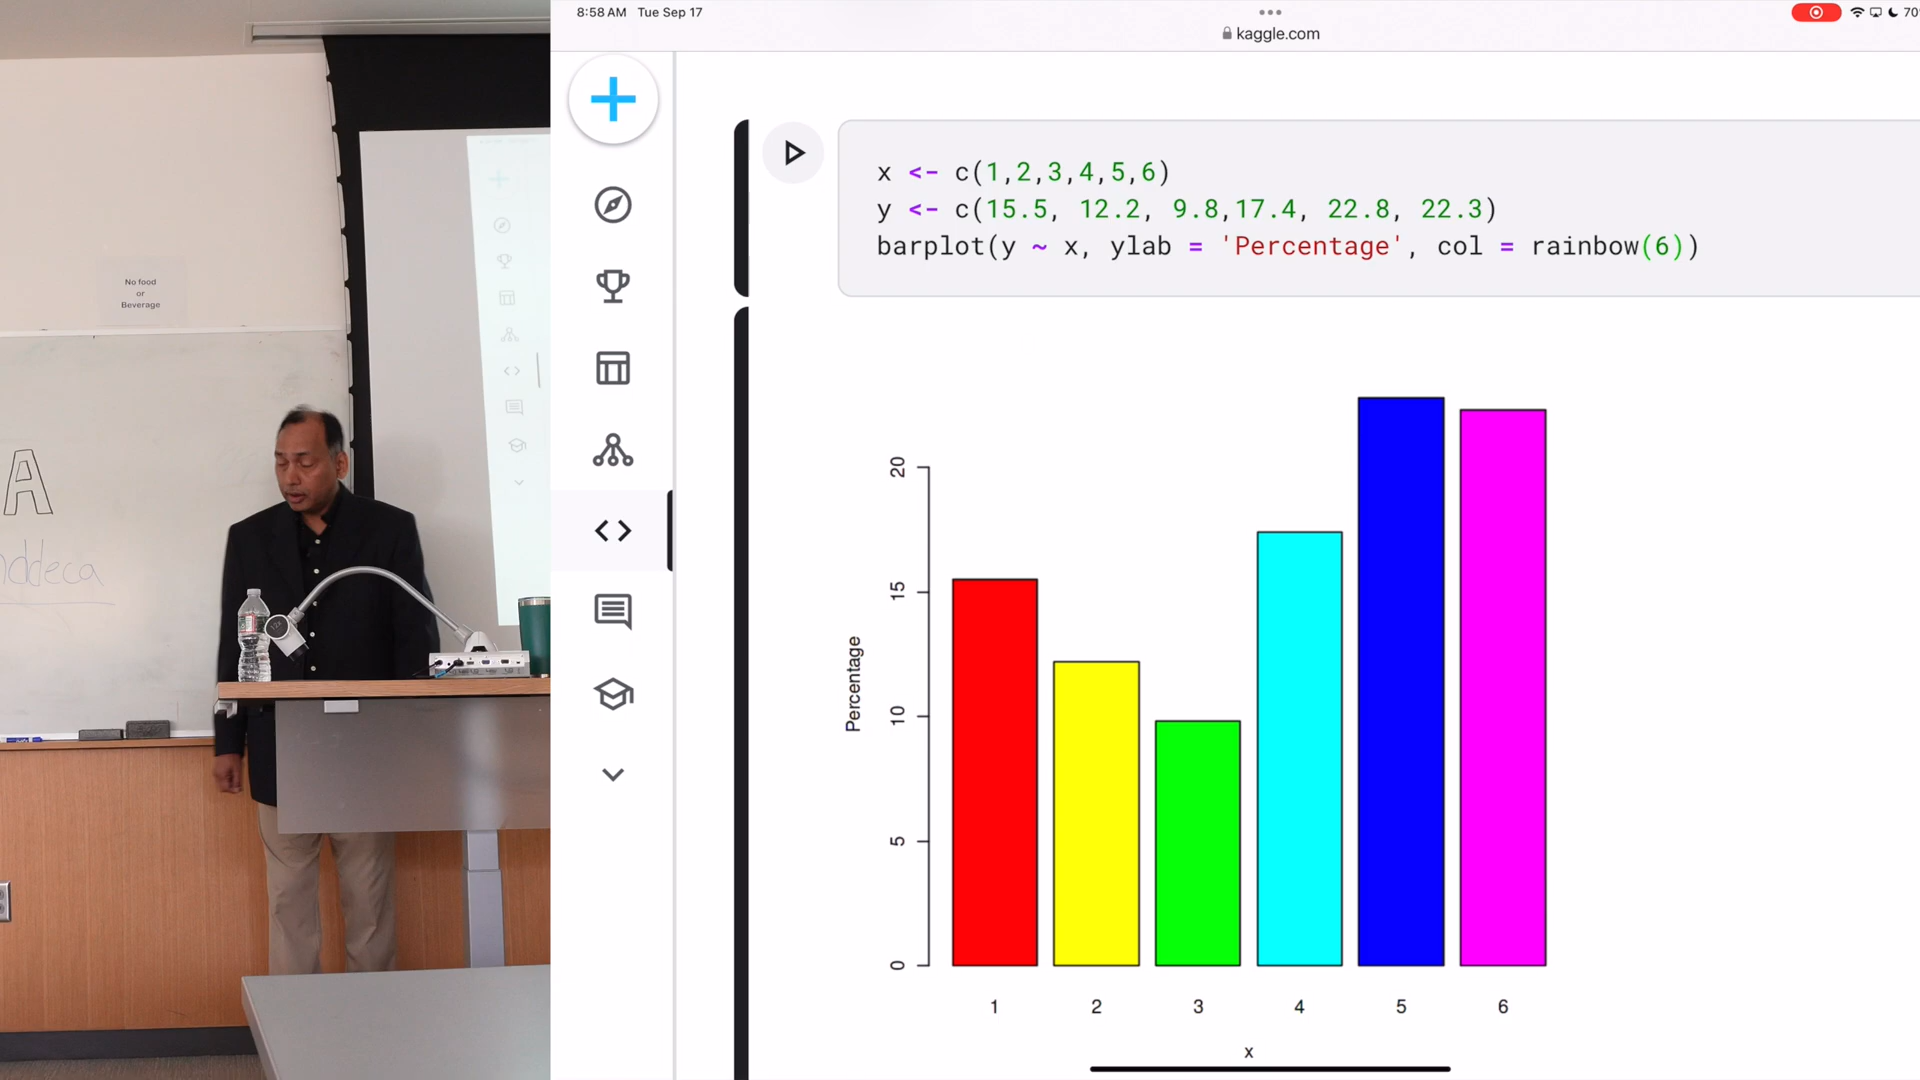 8:58 AM Tue Sep 17
kaggle.com
70
No food
or
Beverage
A
x <- c(1,2,3,4,5,6)
y <- c(15.5, 12.2, 9.8,17.4, 22.8, 22.3)
barplot(y ~ x, ylab = 'Percentage', col = rainbow(6))
Percentage
20
15
10
5
0
1 2 3 4 5 6
x